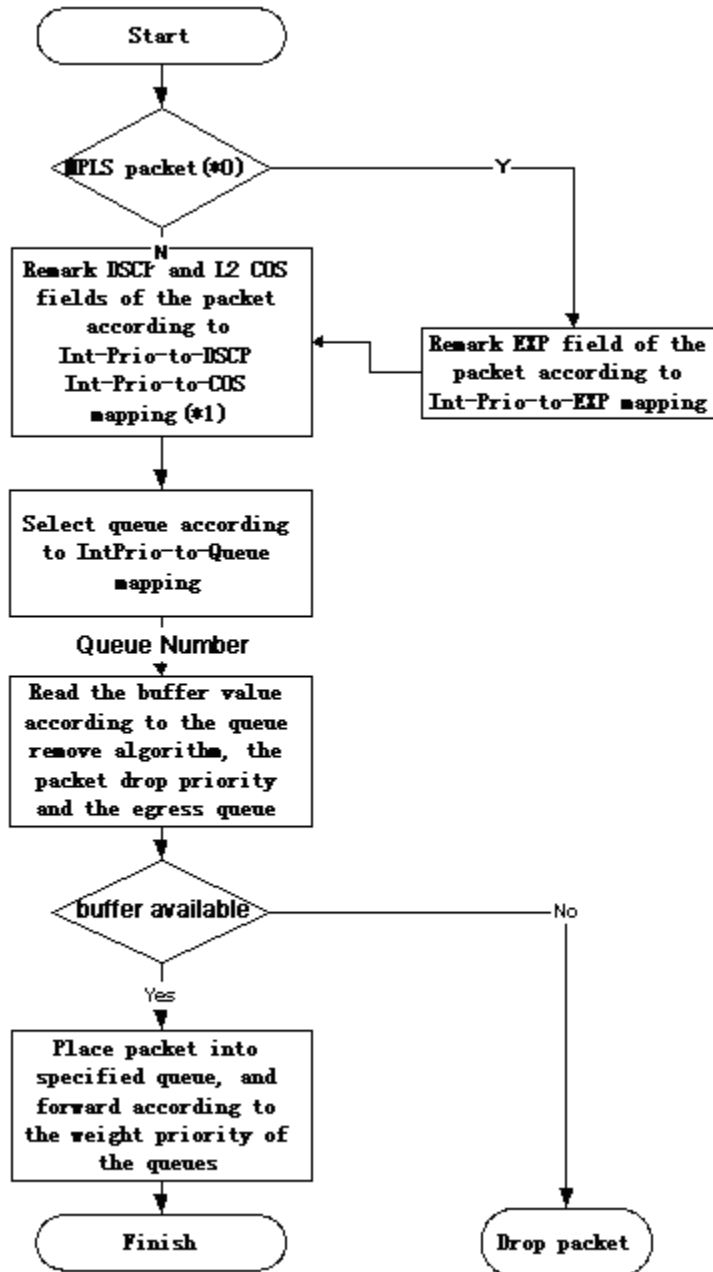 Start
MPLS packet(*0)
Y
N
Remark DSCP and L2 COS
fields of the packet
according to
Int-Prio-to-DSCP
Int-Prio-to-COS
mapping(*1)
Remark EXP field of the
packet according to
Int-Prio-to-EXP mapping
Select queue according
to IntPrio-to-Queue
mapping
Queue Number
Read the buffer value
according to the queue
remove algorithm, the
packet drop priority
and the egress queue
buffer available
No
Yes
Place packet into
specified queue, and
forward according to
the weight priority of
the queues
Finish
Drop packet